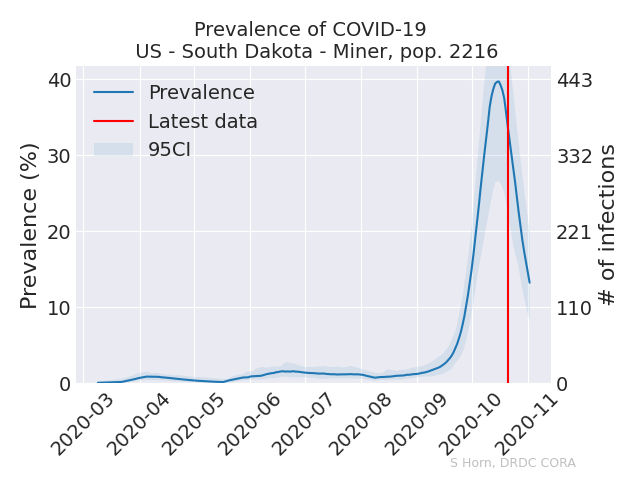 Prevalence of COVID-19
US - South Dakota - Miner, pop. 2216
Prevalence
Latest data
95CI
Prevalence (%)
40
30
20
10
0
# of infections
443
332
221
110
0
2020-03
2020-04
2020-05
2020-06
2020-07
2020-08
2020-09
2020-10
2020-11
S Horn, DRDC CORA